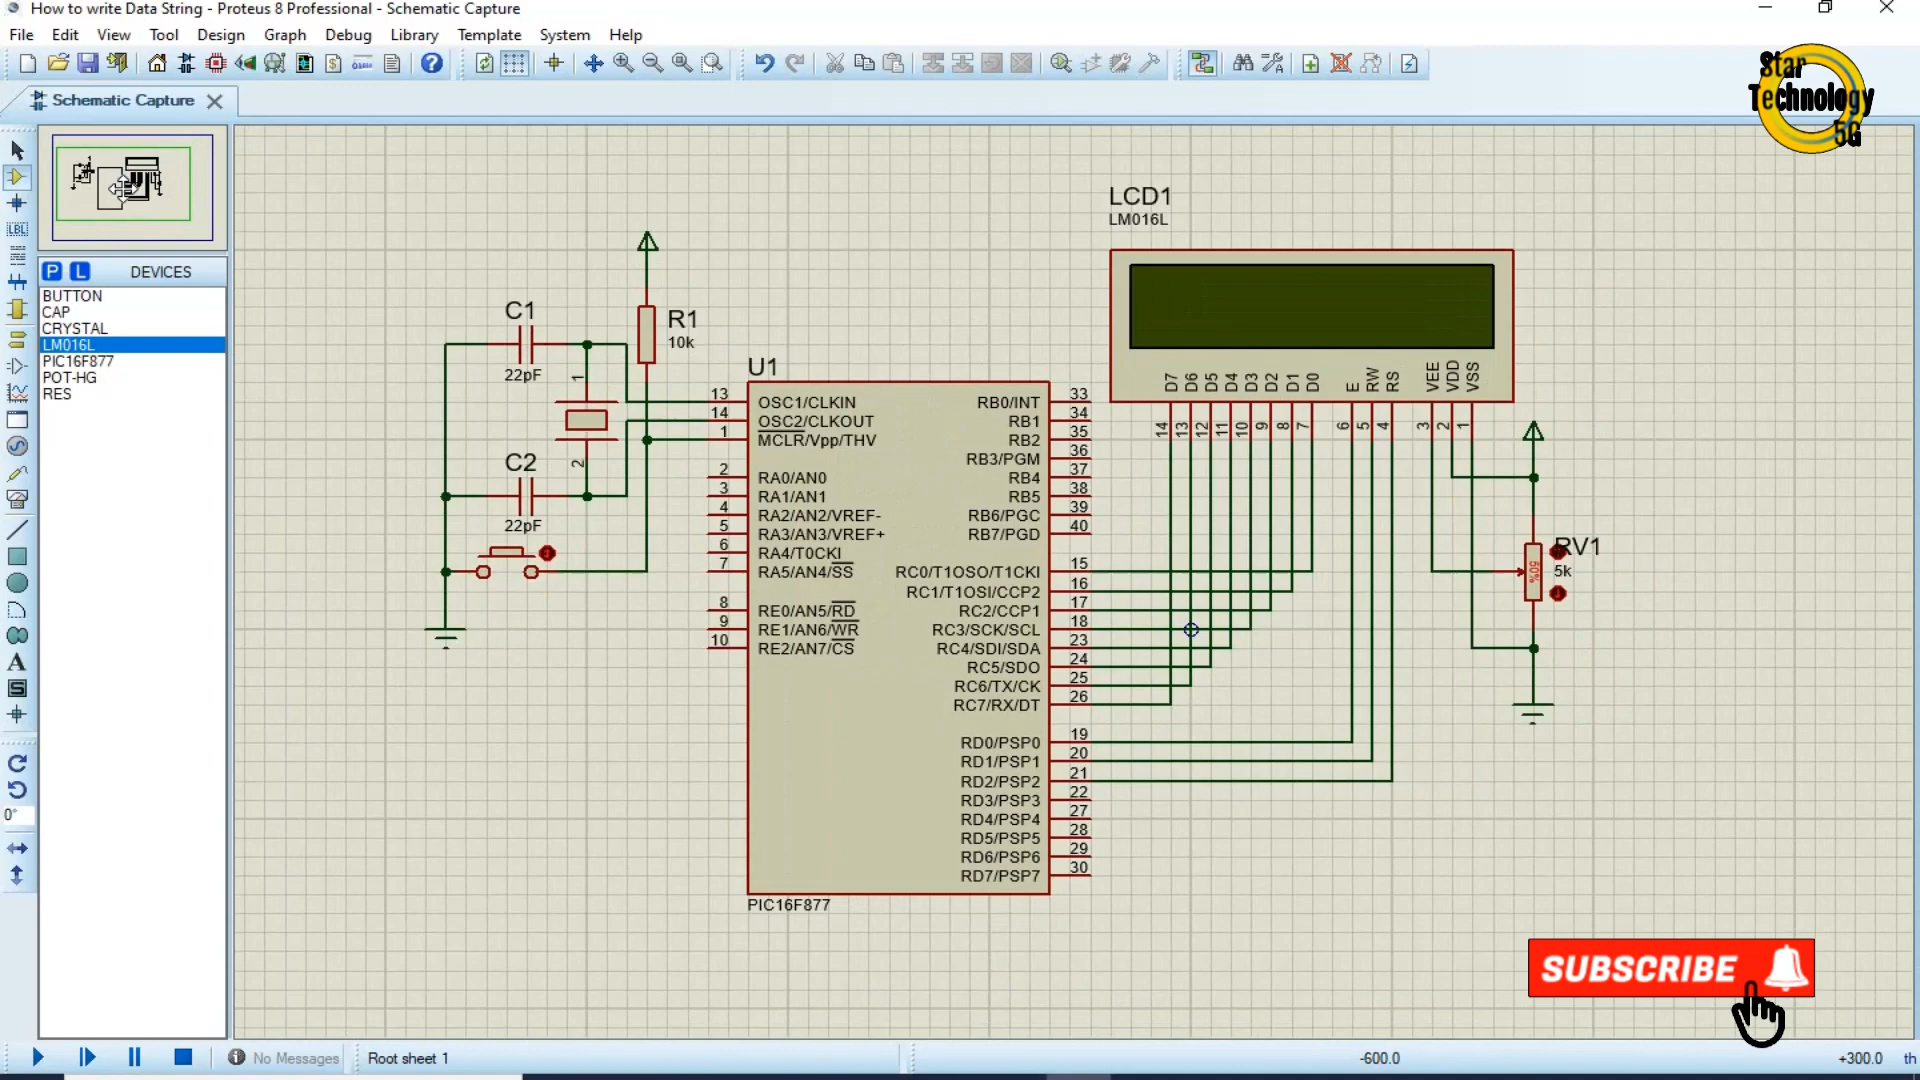 How to write Data String - Proteus 8 Professional - Schematic Capture
File Edit View Tool Design Graph Debug Library Template System Help
Star
Technology
5G
Schematic Capture
LCD1
LM016L
P L DEVICES
BUTTON
CAP
CRYSTAL
LM016L
PIC16F877
POT-HG
RES
LBL
A
S
0°
C1
22pF
R1
10k
1
2
C2
22pF
U1
13 OSC1/CLKIN
14 OSC2/CLKOUT
1 MCLR/Vpp/THV
2 RA0/AN0
3 RA1/AN1
4 RA2/AN2/VREF-
5 RA3/AN3/VREF+
6 RA4/T0CKI
7 RA5/AN4/SS
8 RE0/AN5/RD
9 RE1/AN6/WR
10 RE2/AN7/CS
RB0/INT 33
RB1 34
RB2 35
RB3/PGM 36
RB4 37
RB5 38
RB6/PGC 39
RB7/PGD 40
RC0/T1OSO/T1CKI 15
RC1/T1OSI/CCP2 16
RC2/CCP1 17
RC3/SCK/SCL 18
RC4/SDI/SDA 23
RC5/SDO 24
RC6/TX/CK 25
RC7/RX/DT 26
RD0/PSP0 19
RD1/PSP1 20
RD2/PSP2 21
RD3/PSP3 22
RD4/PSP4 27
RD5/PSP5 28
RD6/PSP6 29
RD7/PSP7 30
PIC16F877
D7 D6 D5 D4 D3 D2 D1 D0 E RW RS VEE VDD VSS
14 13 12 11 10 9 8 7 6 5 4 3 2 1
RV1
5k
50%
SUBSCRIBE
No Messages Root sheet 1 -600.0 +300.0 th